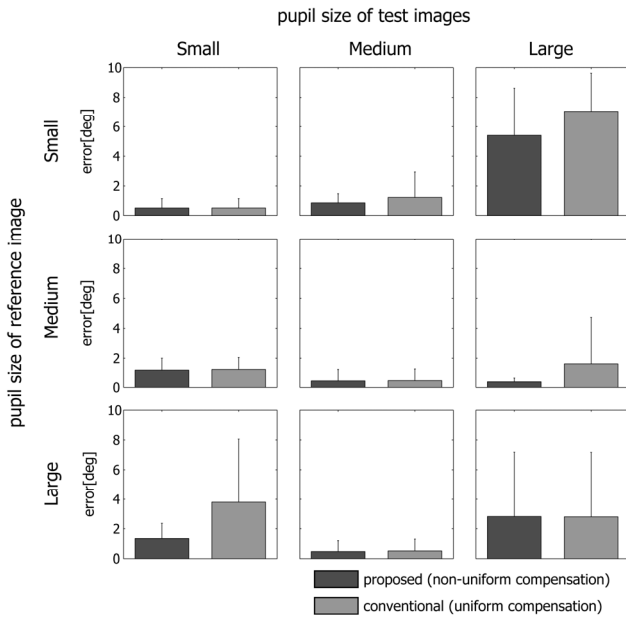 pupil size of test images
Small Medium Large
pupil size of reference image
Small
error[deg]
10
8
6
4
2
0
Medium
error[deg]
10
8
6
4
2
0
Large
error[deg]
10
8
6
4
2
0
proposed (non-uniform compensation)
conventional (uniform compensation)